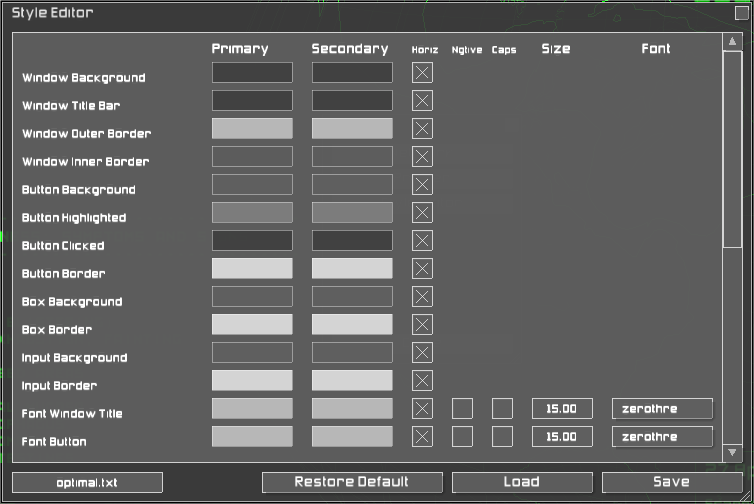 Style Editor
Primary Secondary Horiz Ngtive Caps Size Font
Window Background
Window Title Bar
Window Outer Border
Window Inner Border
Button Background
Button Highlighted
Button Clicked
Button Border
Box Background
Box Border
Input Background
Input Border
Font Window Title 15.00 zerothre
Font Button 15.00 zerothre
optimal.txt Restore Default Load Save